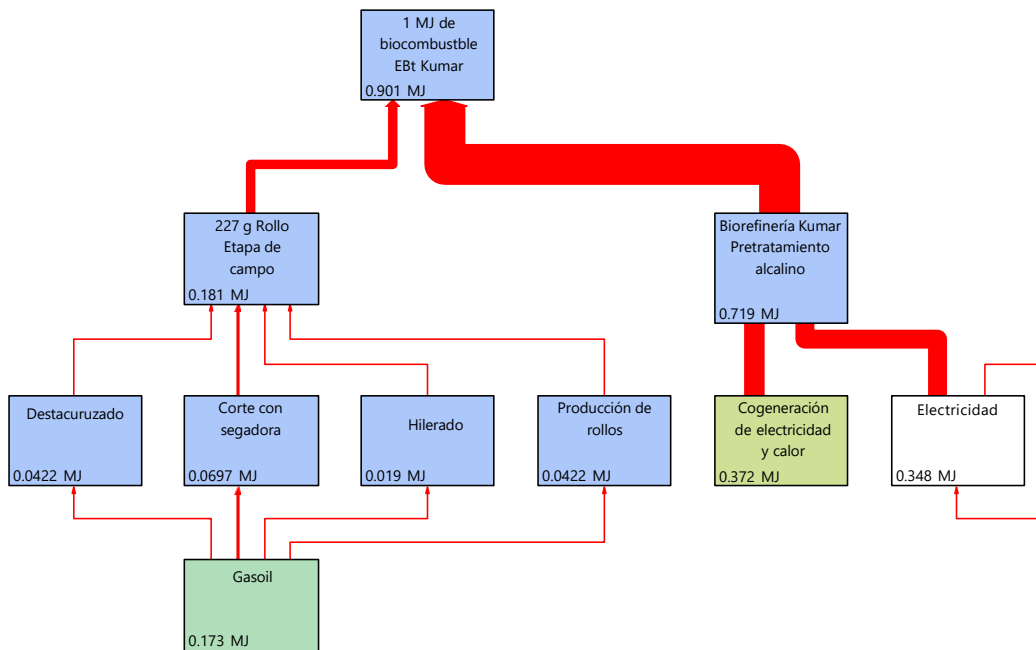 1 MJ de
biocombustble
EBt Kumar
0.901 MJ
227 g Rollo
Etapa de
campo
0.181 MJ
Biorefinería Kumar
Pretratamiento
alcalino
0.719 MJ
Destacuruzado
0.0422 MJ
Corte con
segadora
0.0697 MJ
Hilerado
0.019 MJ
Producción de
rollos
0.0422 MJ
Cogeneración
de electricidad
y calor
0.372 MJ
Electricidad
0.348 MJ
Gasoil
0.173 MJ